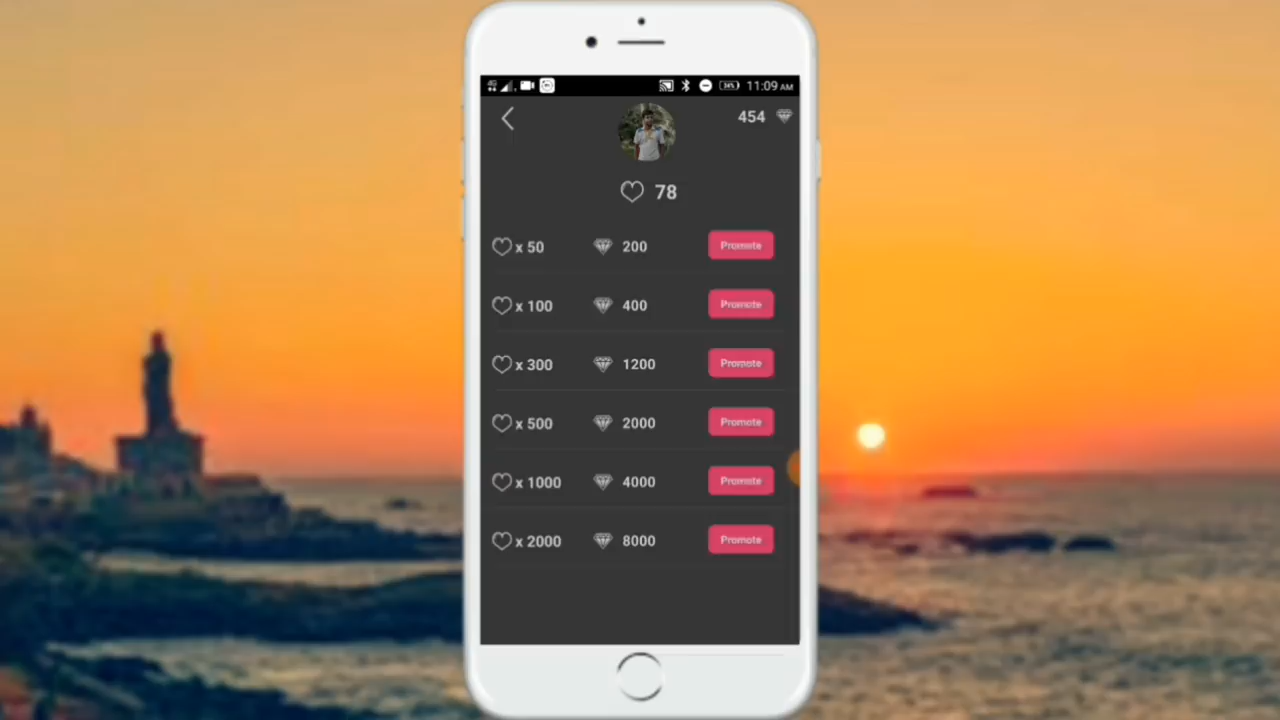 11:09 AM
454
78
x 50 200 Promote
x 100 400 Promote
x 300 1200 Promote
x 500 2000 Promote
x 1000 4000 Promote
x 2000 8000 Promote